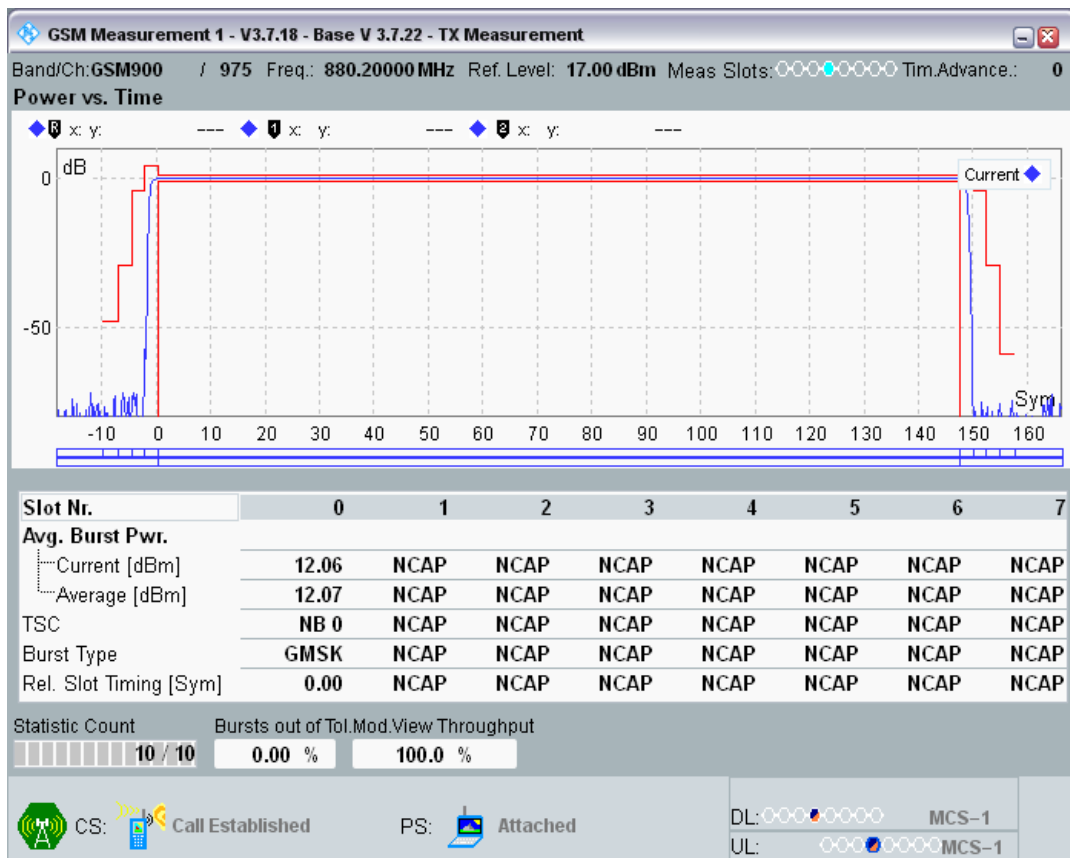 GSM Measurement 1 - V3.7.18 - Base V 3.7.22 - TX Measurement
Band/Ch:GSM900 / 975 Freq.: 880.20000 MHz Ref. Level: 17.00 dBm Meas Slots: Tim.Advance.: 0
Power vs. Time
R x: y: --- 1 x: y: --- 2 x: y: ---
dB
Current
0
-50
Sym
-10 0 10 20 30 40 50 60 70 80 90 100 110 120 130 140 150 160
Slot Nr. 0 1 2 3 4 5 6 7
Avg. Burst Pwr.
Current [dBm] 12.06 NCAP NCAP NCAP NCAP NCAP NCAP NCAP
Average [dBm] 12.07 NCAP NCAP NCAP NCAP NCAP NCAP NCAP
TSC NB 0 NCAP NCAP NCAP NCAP NCAP NCAP NCAP
Burst Type GMSK NCAP NCAP NCAP NCAP NCAP NCAP NCAP
Rel. Slot Timing [Sym] 0.00 NCAP NCAP NCAP NCAP NCAP NCAP NCAP
Statistic Count Bursts out of Tol.Mod.View Throughput
10 / 10 0.00 % 100.0 %
CS: Call Established PS: Attached
DL: MCS-1
UL: MCS-1